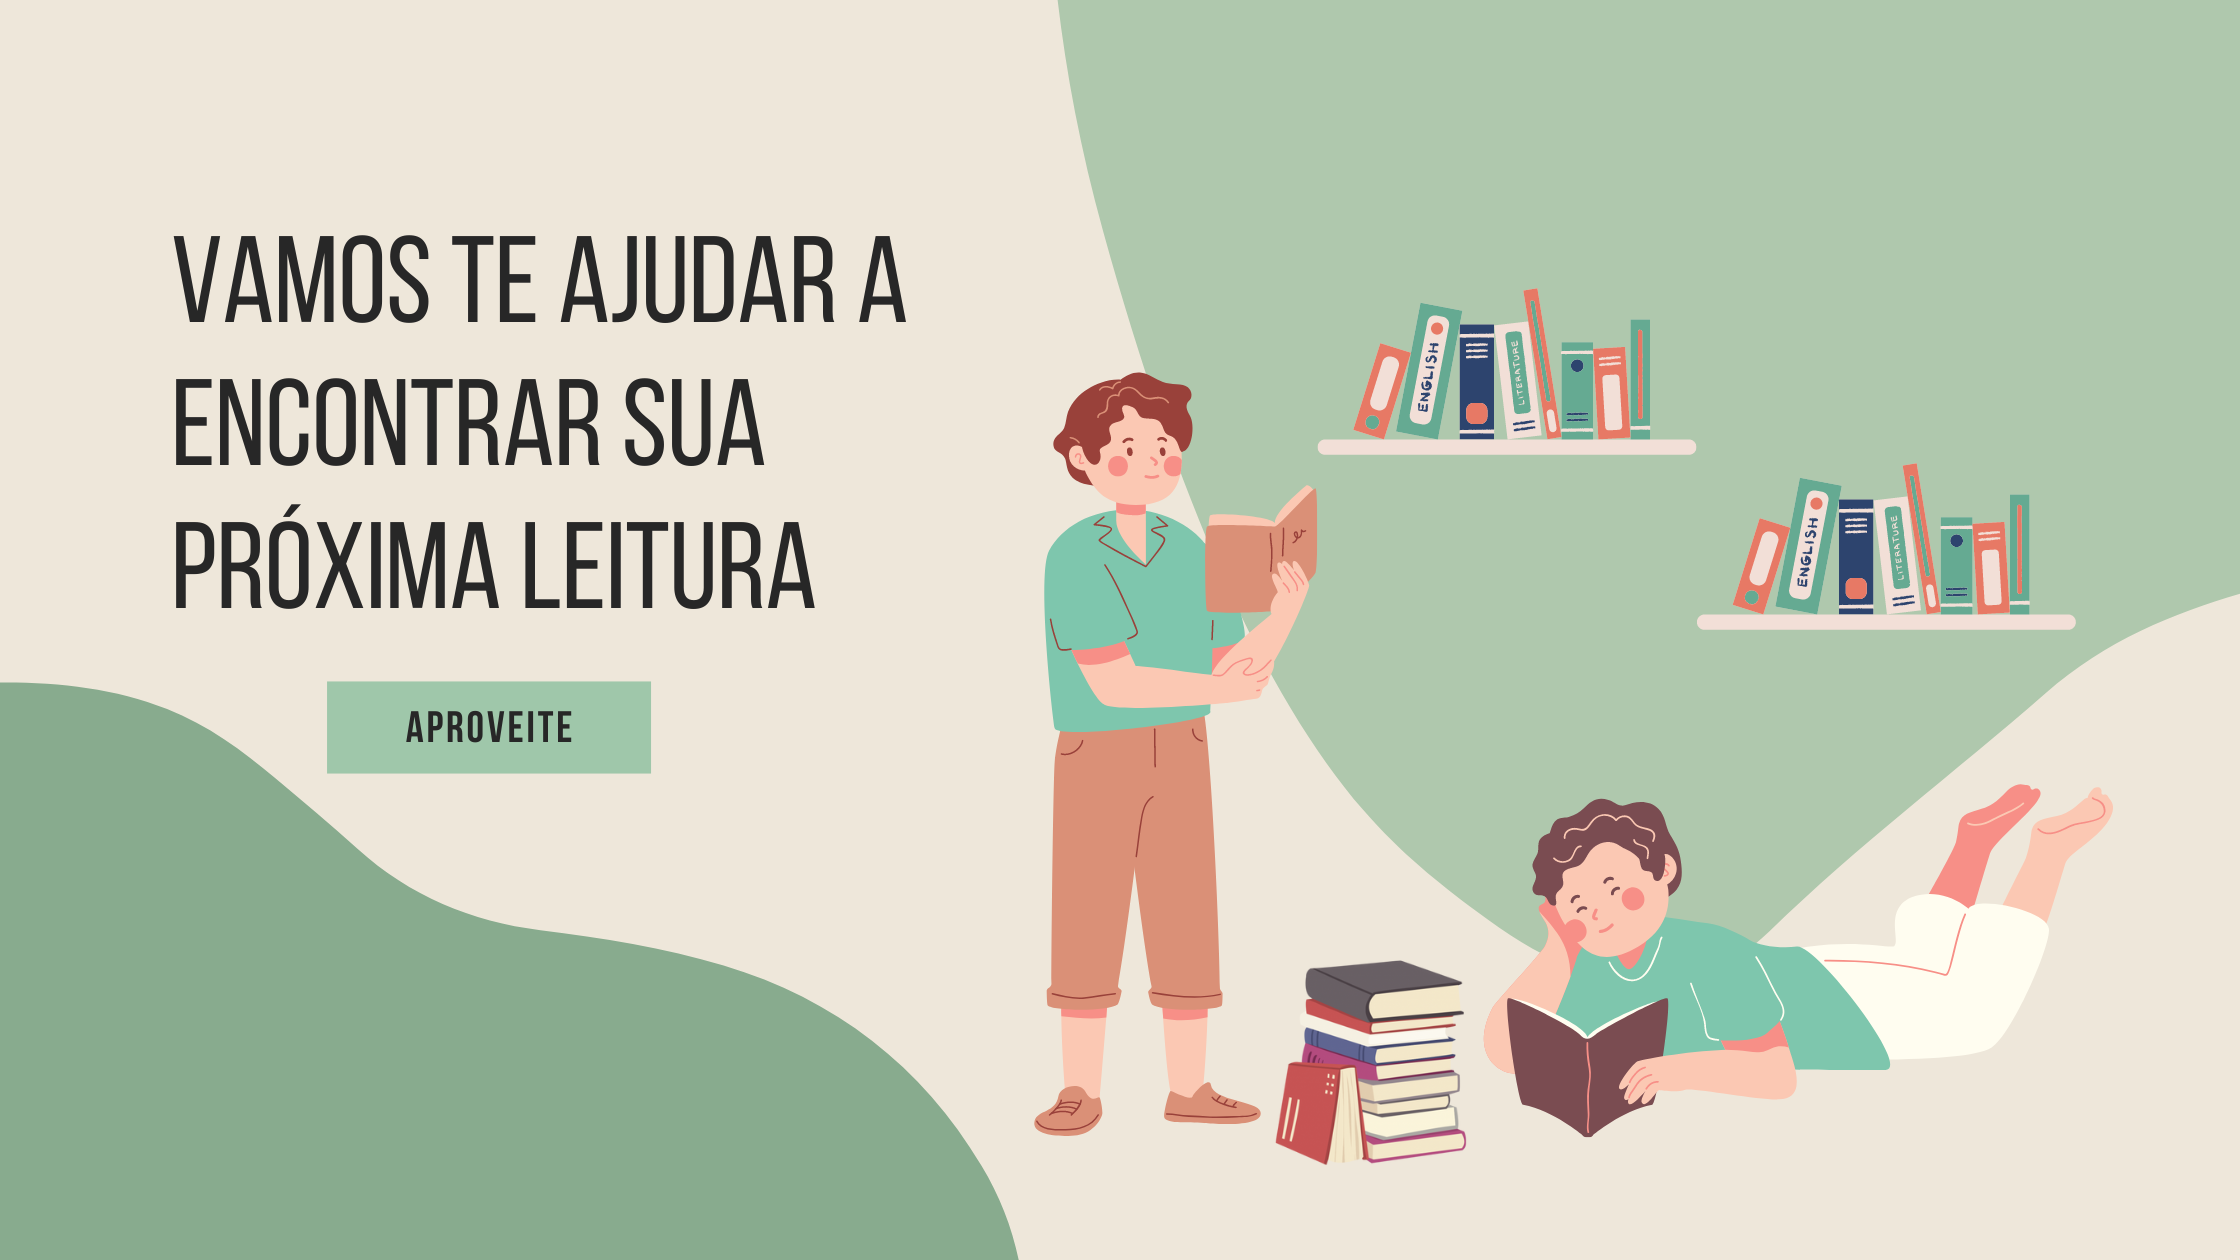 VAMOS TE AJUDAR A
ENCONTRAR SUA
PRÓXIMA LEITURA
APROVEITE
ENGLISH
LITERATURE
ENGLISH
LITERATURE